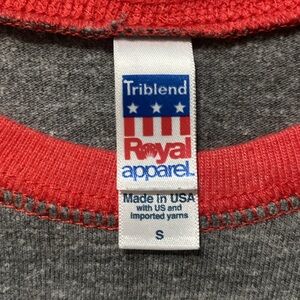 Triblend
Royal
apparel
Made in USA
with US and
imported yarns
S